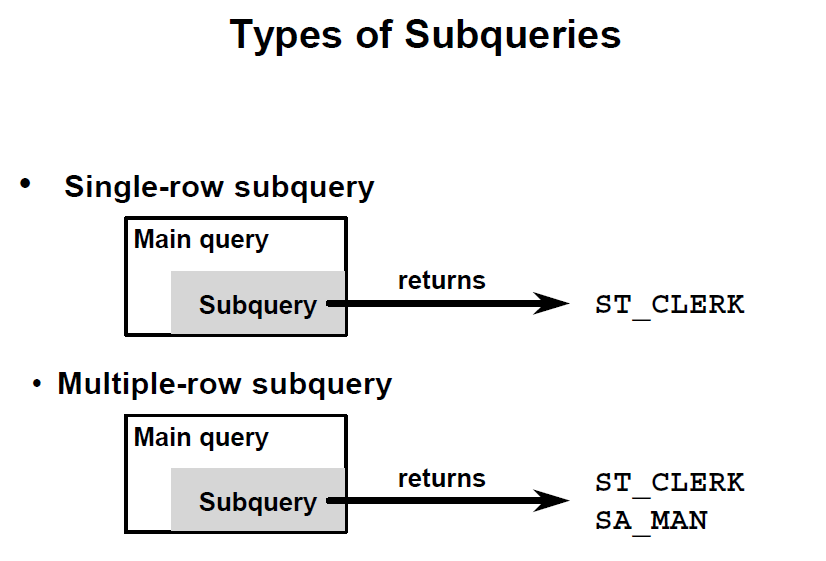 Types of Subqueries
• Single-row subquery
Main query
Subquery
returns
ST_CLERK
• Multiple-row subquery
Main query
Subquery
returns
ST_CLERK
SA_MAN